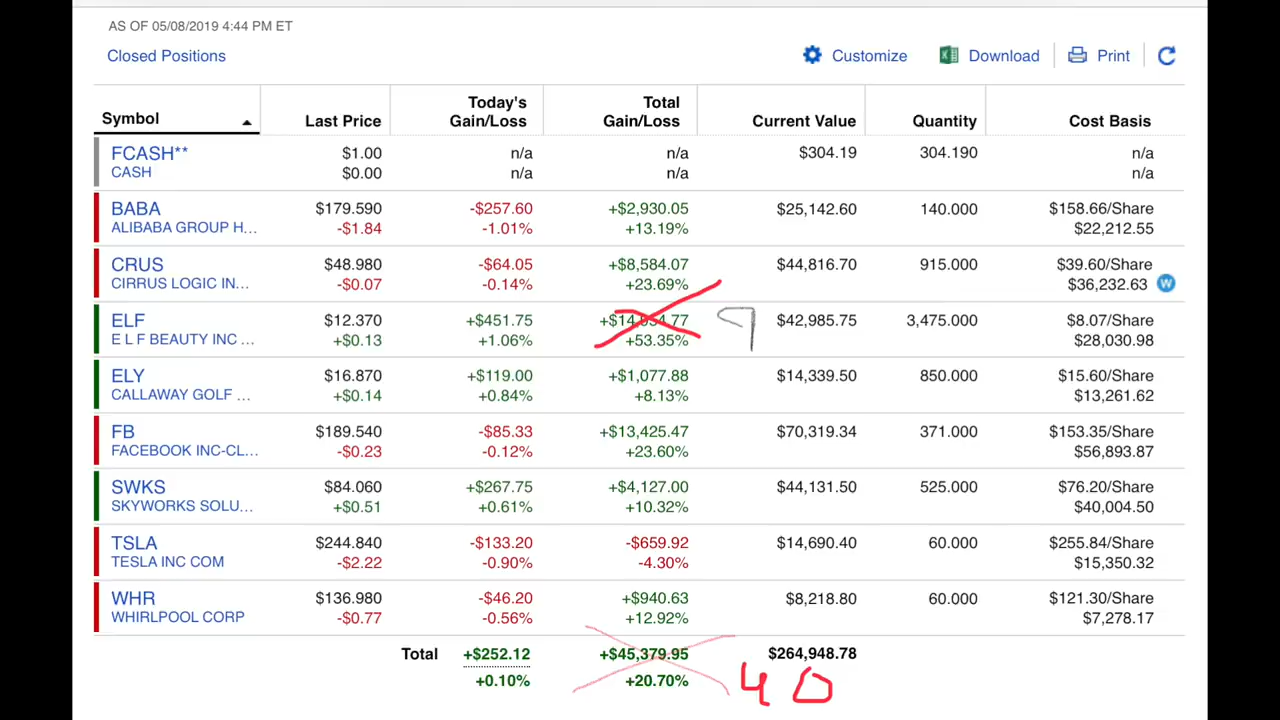 AS OF 05/08/2019 4:44 PM ET
Closed Positions Customize Download Print
Symbol Last Price Today's Gain/Loss Total Gain/Loss Current Value Quantity Cost Basis
FCASH** $1.00 n/a n/a $304.19 304.190 n/a
CASH $0.00 n/a n/a n/a
BABA $179.590 -$257.60 +$2,930.05 $25,142.60 140.000 $158.66/Share
ALIBABA GROUP H... -$1.84 -1.01% +13.19% $22,212.55
CRUS $48.980 -$64.05 +$8,584.07 $44,816.70 915.000 $39.60/Share
CIRRUS LOGIC IN... -$0.07 -0.14% +23.69% $36,232.63 W
ELF $12.370 +$451.75 9 $42,985.75 3,475.000 $8.07/Share
E L F BEAUTY INC ... +$0.13 +1.06% +53.35% $28,030.98
ELY $16.870 +$119.00 +$1,077.88 $14,339.50 850.000 $15.60/Share
CALLAWAY GOLF ... +$0.14 +0.84% +8.13% $13,261.62
FB $189.540 -$85.33 +$13,425.47 $70,319.34 371.000 $153.35/Share
FACEBOOK INC-CL... -$0.23 -0.12% +23.60% $56,893.87
SWKS $84.060 +$267.75 +$4,127.00 $44,131.50 525.000 $76.20/Share
SKYWORKS SOLU... +$0.51 +0.61% +10.32% $40,004.50
TSLA $244.840 -$133.20 -$659.92 $14,690.40 60.000 $255.84/Share
TESLA INC COM -$2.22 -0.90% -4.30% $15,350.32
WHR $136.980 -$46.20 +$940.63 $8,218.80 60.000 $121.30/Share
WHIRLPOOL CORP -$0.77 -0.56% +12.92% $7,278.17
Total +$252.12 +$45,379.95 $264,948.78
+0.10% +20.70% 40